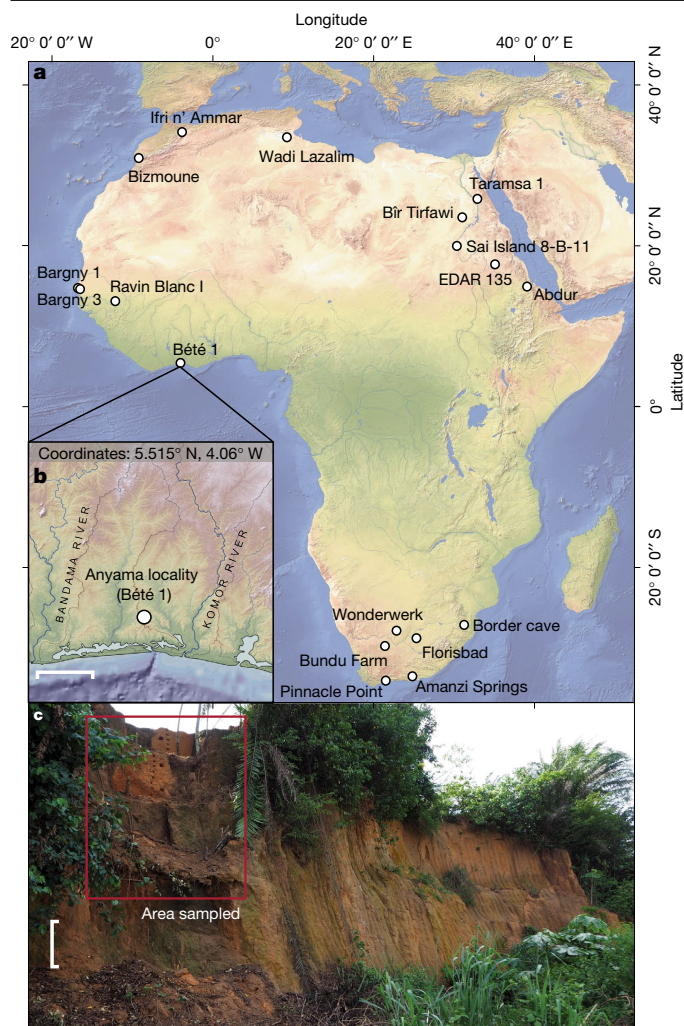 Longitude
20° 0′ 0″ W
0°
20° 0′ 0″ E
40° 0′ 0″ E
a
40° 0′ 0″ N
Ifri n’ Ammar
Wadi Lazalim
Bizmoune
Taramsa 1
Bîr Tirfawi
20° 0′ 0″ N
Sai Island 8-B-11
Bargny 1
Ravin Blanc I
EDAR 135
Bargny 3
Abdur
Bété 1
Latitude
0°
Coordinates: 5.515° N, 4.06° W
b
BANDAMA RIVER
KOMOR RIVER
Anyama locality
(Bété 1)
20° 0′ 0″ S
Wonderwerk
Border cave
Florisbad
Bundu Farm
Pinnacle Point
Amanzi Springs
c
Area sampled